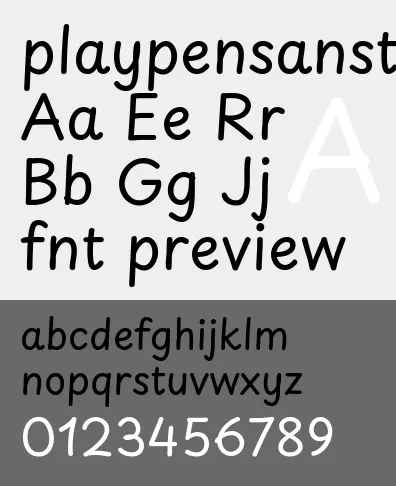 playpensanst
Aa Ee Rr
A
Bb Gg Jj
fnt preview
abcdefghijklm
nopqrstuvwxyz
0123456789